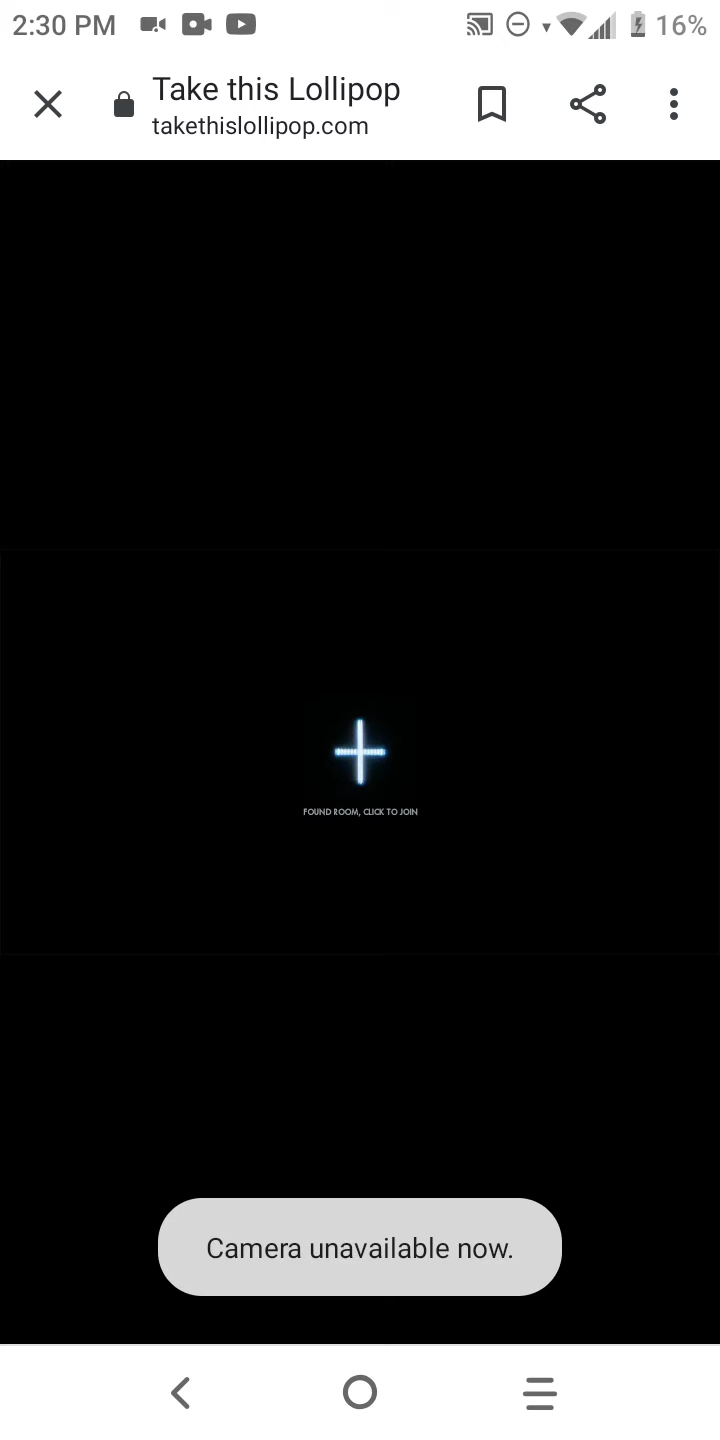 2:30 PM 16%
Take this Lollipop
takethislollipop.com
FOUND ROOM, CLICK TO JOIN
Camera unavailable now.